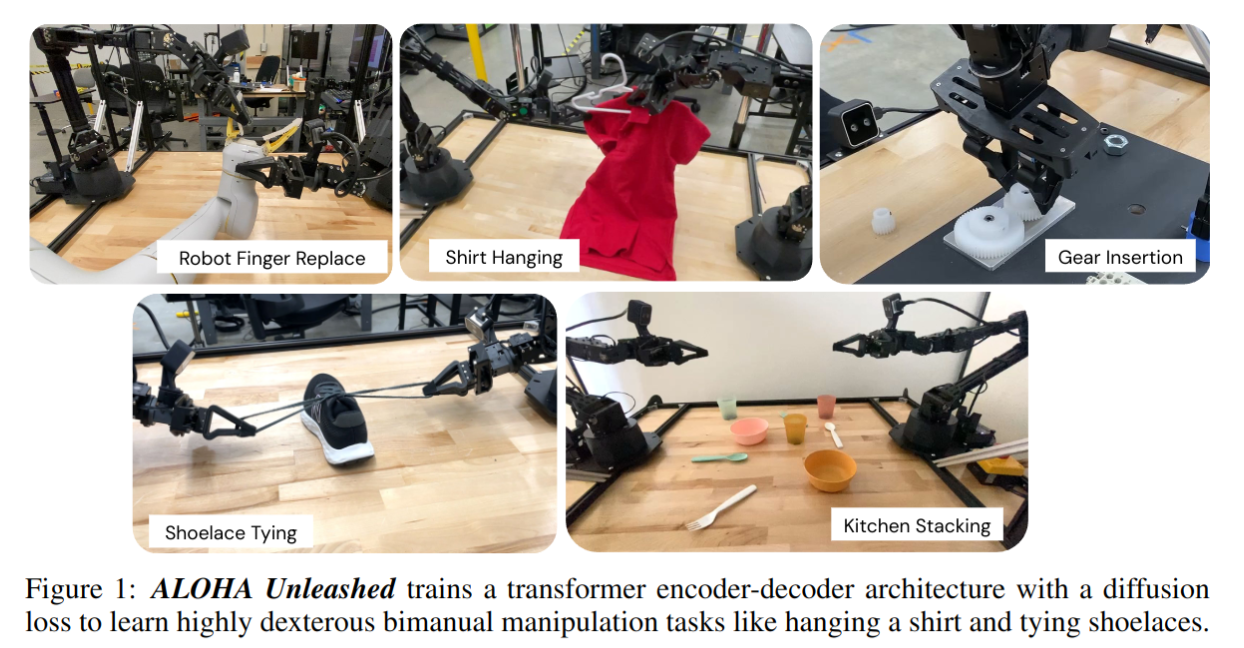 Robot Finger Replace
Shirt Hanging
Gear Insertion
Shoelace Tying
Kitchen Stacking
Figure 1: ALOHA Unleashed trains a transformer encoder-decoder architecture with a diffusion
loss to learn highly dexterous bimanual manipulation tasks like hanging a shirt and tying shoelaces.